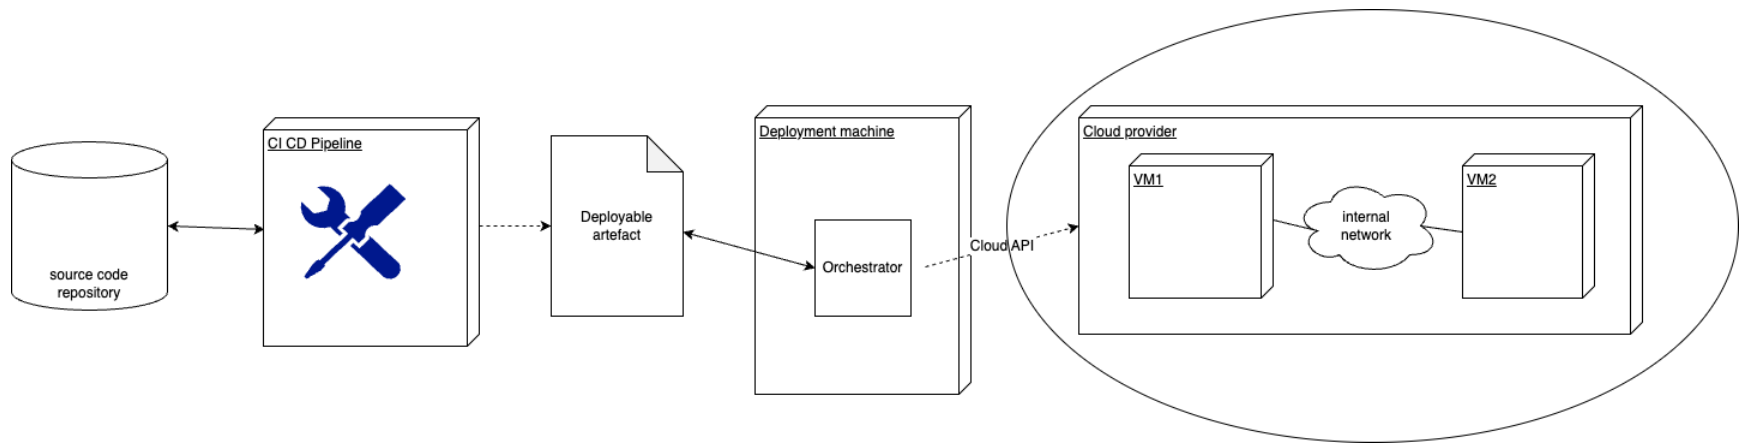 source code
repository
CI CD Pipeline
Deployable
artefact
Deployment machine
Orchestrator
Cloud API
Cloud provider
VM1
internal
network
VM2